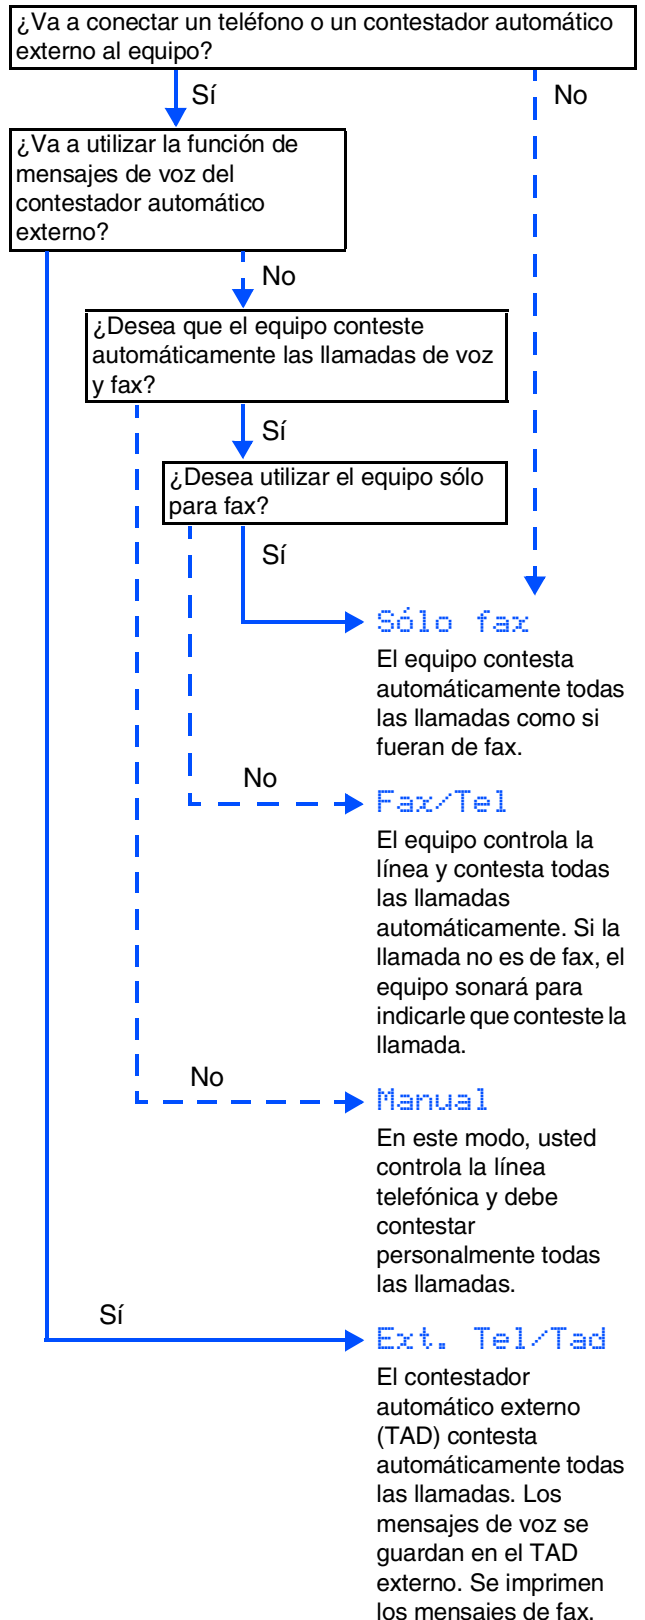 ¿Va a conectar un teléfono o un contestador automático
externo al equipo?
Sí
No
¿Va a utilizar la función de
mensajes de voz del
contestador automático
externo?
No
¿Desea que el equipo conteste
automáticamente las llamadas de voz
y fax?
Sí
¿Desea utilizar el equipo sólo
para fax?
Sí
Sólo fax
El equipo contesta
automáticamente todas
las llamadas como si
fueran de fax.
No
Fax/Tel
El equipo controla la
línea y contesta todas
las llamadas
automáticamente. Si la
llamada no es de fax, el
equipo sonará para
indicarle que conteste la
llamada.
No
Manual
En este modo, usted
controla la línea
telefónica y debe
contestar
personalmente todas
las llamadas.
Sí
Ext. Tel/Tad
El contestador
automático externo
(TAD) contesta
automáticamente todas
las llamadas. Los
mensajes de voz se
guardan en el TAD
externo. Se imprimen
los mensajes de fax.